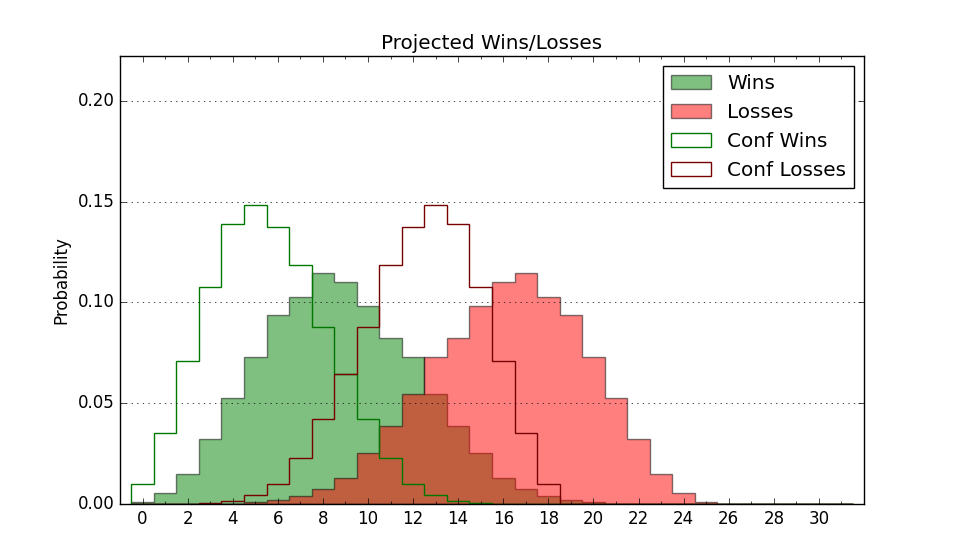 Projected Wins/Losses
Wins
Losses
Conf Wins
Conf Losses
Probability
0.20
0.15
0.10
0.05
0.00
0 2 4 6 8 10 12 14 16 18 20 22 24 26 28 30